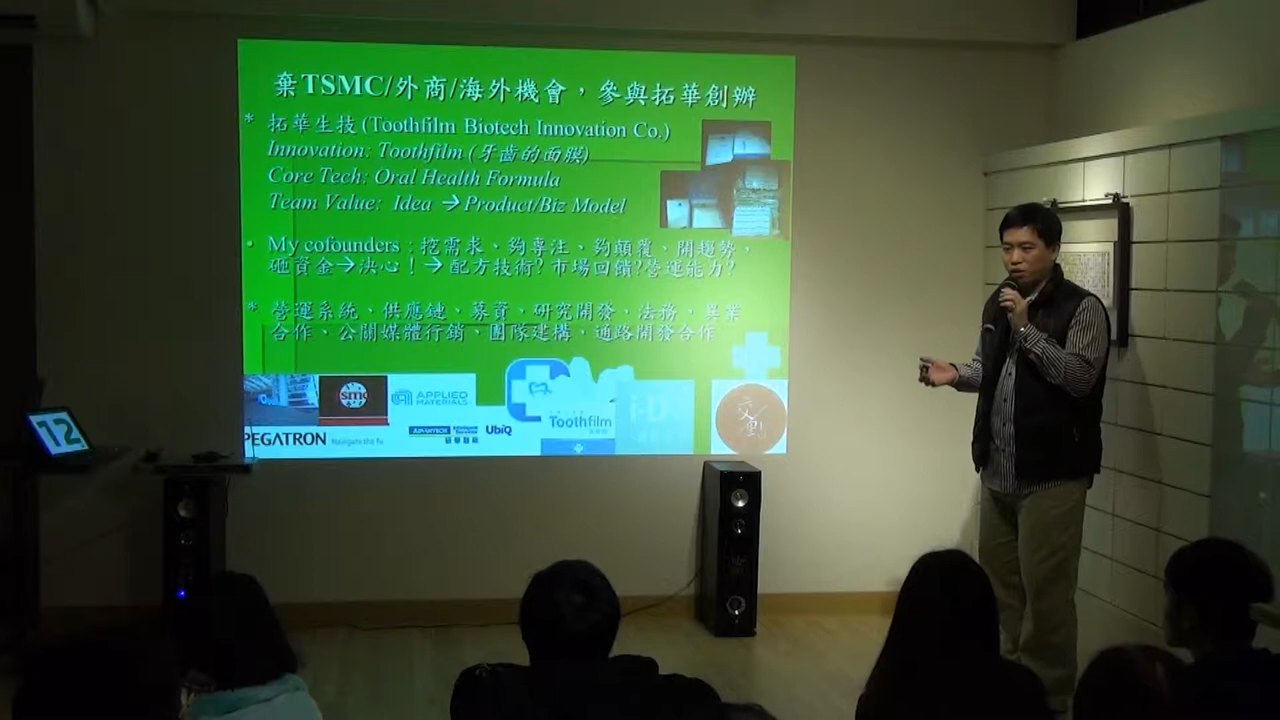 棄TSMC/外商/海外機會，參與拓華創辦
* 拓華生技 (Toothfilm Biotech Innovation Co.)
Innovation: Toothfilm (牙齒的面膜)
Core Tech: Oral Health Formula
Team Value: Idea → Product/Biz Model
• My cofounders : 挖需求、夠專注、夠顛覆、開趨勢、
砸資金→決心！→ 配方技術? 市場回饋?營運能力?
* 營運系統、供應鏈、募資、研究開發、法務、異業
合作、公關媒體行銷、團隊建構、通路開發合作
smc
APPLIED
MATERIALS
PEGATRON
ADVANTECH
UbiQ
Toothfilm
i-D
交動
12